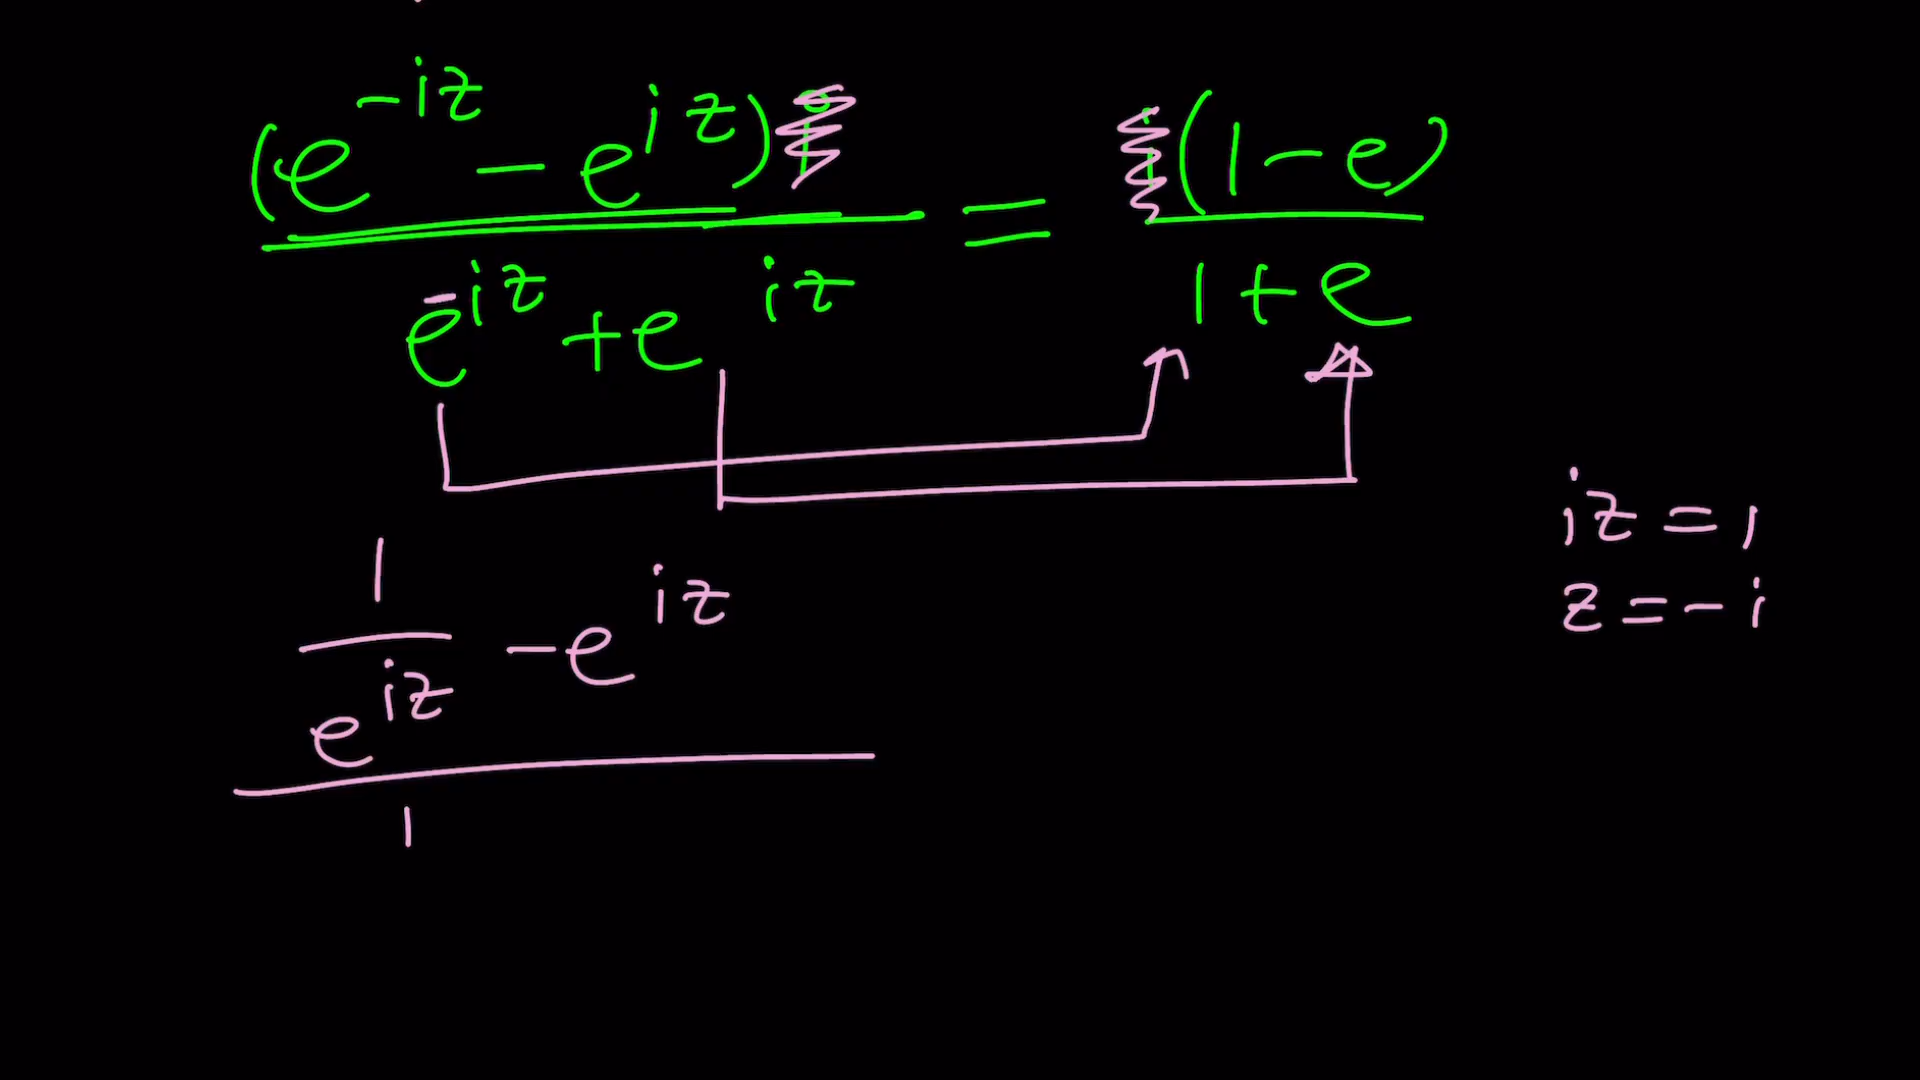 (e^{-iz} - e^{iz}) i / (e^{-iz} + e^{iz}) = i(1 - e) / (1 + e)
iz = 1
z = -i
1/e^{iz} - e^{iz}
1